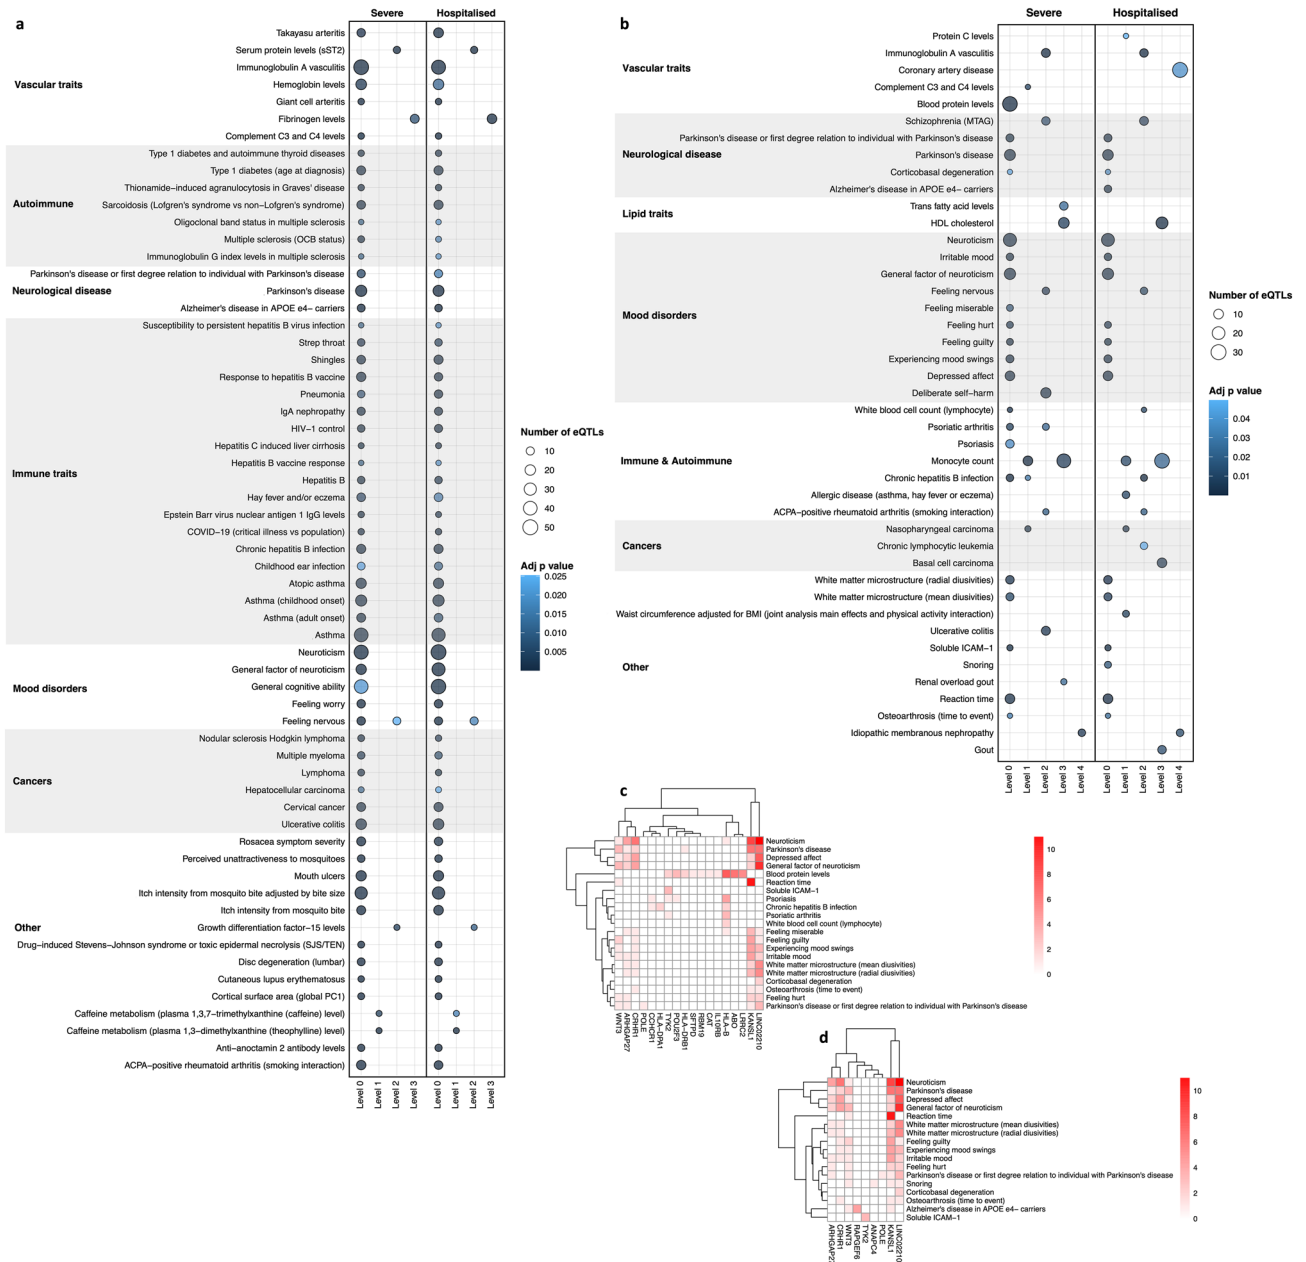 a
Severe
Hospitalised
Vascular traits
Takayasu arteritis
Serum protein levels (sST2)
Immunoglobulin A vasculitis
Hemoglobin levels
Giant cell arteritis
Fibrinogen levels
Complement C3 and C4 levels
Autoimmune
Type 1 diabetes and autoimmune thyroid diseases
Type 1 diabetes (age at diagnosis)
Thionamide−induced agranulocytosis in Graves' disease
Sarcoidosis (Lofgren's syndrome vs non−Lofgren's syndrome)
Oligoclonal band status in multiple sclerosis
Multiple sclerosis (OCB status)
Immunoglobulin G index levels in multiple sclerosis
Neurological disease
Parkinson's disease or first degree relation to individual with Parkinson's disease
Parkinson's disease
Alzheimer's disease in APOE e4− carriers
Immune traits
Susceptibility to persistent hepatitis B virus infection
Strep throat
Shingles
Response to hepatitis B vaccine
Pneumonia
IgA nephropathy
HIV−1 control
Hepatitis C induced liver cirrhosis
Hepatitis B vaccine response
Hepatitis B
Hay fever and/or eczema
Epstein Barr virus nuclear antigen 1 IgG levels
COVID−19 (critical illness vs population)
Chronic hepatitis B infection
Childhood ear infection
Atopic asthma
Asthma (childhood onset)
Asthma (adult onset)
Asthma
Mood disorders
Neuroticism
General factor of neuroticism
General cognitive ability
Feeling worry
Feeling nervous
Cancers
Nodular sclerosis Hodgkin lymphoma
Multiple myeloma
Lymphoma
Hepatocellular carcinoma
Cervical cancer
Ulcerative colitis
Other
Rosacea symptom severity
Perceived unattractiveness to mosquitoes
Mouth ulcers
Itch intensity from mosquito bite adjusted by bite size
Itch intensity from mosquito bite
Growth differentiation factor−15 levels
Drug−induced Stevens−Johnson syndrome or toxic epidermal necrolysis (SJS/TEN)
Disc degeneration (lumbar)
Cutaneous lupus erythematosus
Cortical surface area (global PC1)
Caffeine metabolism (plasma 1,3,7−trimethylxanthine (caffeine) level)
Caffeine metabolism (plasma 1,3−dimethylxanthine (theophylline) level)
Anti−anoctamin 2 antibody levels
ACPA−positive rheumatoid arthritis (smoking interaction)
Level 0
Level 1
Level 2
Level 3
Level 0
Level 1
Level 2
Level 3
Number of eQTLs
10
20
30
40
50
Adj p value
0.025
0.020
0.015
0.010
0.005
b
Severe
Hospitalised
Vascular traits
Protein C levels
Immunoglobulin A vasculitis
Coronary artery disease
Complement C3 and C4 levels
Blood protein levels
Neurological disease
Schizophrenia (MTAG)
Parkinson's disease or first degree relation to individual with Parkinson's disease
Parkinson's disease
Corticobasal degeneration
Alzheimer's disease in APOE e4− carriers
Lipid traits
Trans fatty acid levels
HDL cholesterol
Mood disorders
Neuroticism
Irritable mood
General factor of neuroticism
Feeling nervous
Feeling miserable
Feeling hurt
Feeling guilty
Experiencing mood swings
Depressed affect
Deliberate self−harm
Immune & Autoimmune
White blood cell count (lymphocyte)
Psoriatic arthritis
Psoriasis
Monocyte count
Chronic hepatitis B infection
Allergic disease (asthma, hay fever or eczema)
ACPA−positive rheumatoid arthritis (smoking interaction)
Cancers
Nasopharyngeal carcinoma
Chronic lymphocytic leukemia
Basal cell carcinoma
Other
White matter microstructure (radial diusivities)
White matter microstructure (mean diusivities)
Waist circumference adjusted for BMI (joint analysis main effects and physical activity interaction)
Ulcerative colitis
Soluble ICAM−1
Snoring
Renal overload gout
Reaction time
Osteoarthrosis (time to event)
Idiopathic membranous nephropathy
Gout
Level 0
Level 1
Level 2
Level 3
Level 4
Level 0
Level 1
Level 2
Level 3
Level 4
Number of eQTLs
10
20
30
Adj p value
0.04
0.03
0.02
0.01
c
Neuroticism
Parkinson's disease
Depressed affect
General factor of neuroticism
Blood protein levels
Reaction time
Soluble ICAM−1
Psoriasis
Chronic hepatitis B infection
Psoriatic arthritis
White blood cell count (lymphocyte)
Feeling miserable
Feeling guilty
Experiencing mood swings
Irritable mood
White matter microstructure (mean diusivities)
White matter microstructure (radial diusivities)
Corticobasal degeneration
Osteoarthrosis (time to event)
Feeling hurt
Parkinson's disease or first degree relation to individual with Parkinson's disease
WNT3
ARHGAP27
CRHR1
POLE
CCHCR1
HLA−DPA1
TYK2
POU2F3
HLA−DRB1
SFTPD
RBM19
CAT
IL10RB
HLA−B
ABO
LRRC2
KANSL1
LINC02210
10
8
6
4
2
0
d
Neuroticism
Parkinson's disease
Depressed affect
General factor of neuroticism
Reaction time
White matter microstructure (mean diusivities)
White matter microstructure (radial diusivities)
Feeling guilty
Experiencing mood swings
Irritable mood
Feeling hurt
Parkinson's disease or first degree relation to individual with Parkinson's disease
Snoring
Corticobasal degeneration
Osteoarthrosis (time to event)
Alzheimer's disease in APOE e4− carriers
Soluble ICAM−1
CRHR1
WNT3
RAPGEF6
TYK2
ANAPC4
POLE
KANSL1
LINC02210
10
8
6
4
2
0